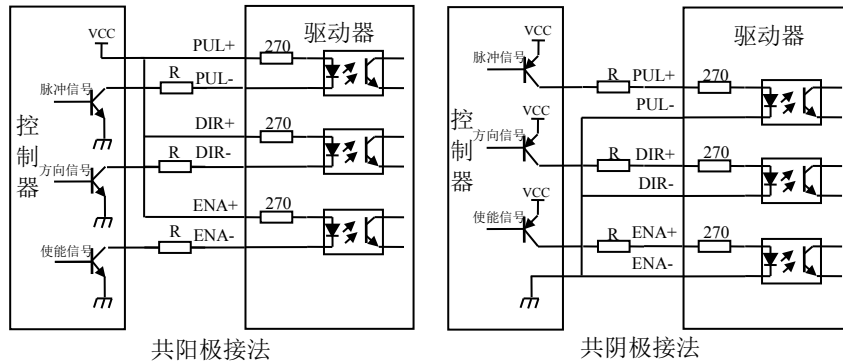 VCC
PUL+
270
驱动器
R
PUL-
脉冲信号
控制器
DIR+
270
R
DIR-
方向信号
ENA+
270
R
ENA-
使能信号
共阳极接法
VCC
驱动器
脉冲信号
R
PUL+
270
PUL-
控制器
VCC
方向信号
R
DIR+
270
DIR-
VCC
使能信号
R
ENA+
270
ENA-
共阴极接法